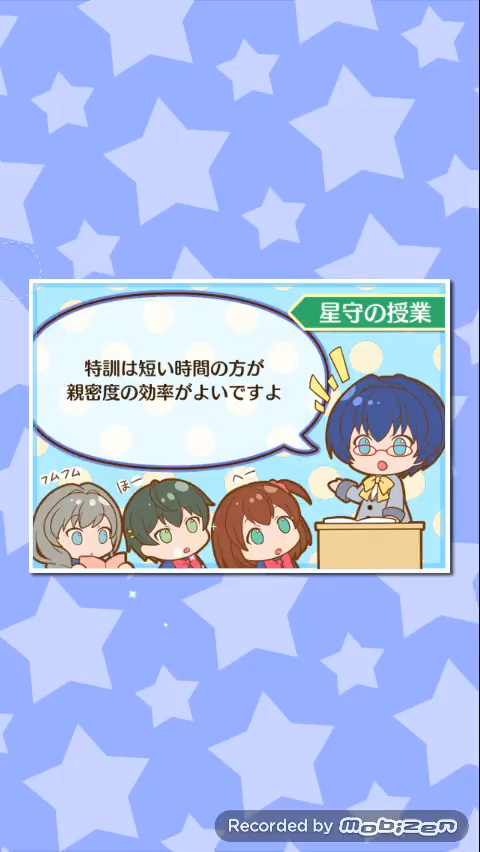 星守の授業
特訓は短い時間の方が
親密度の効率がよいですよ
フムフム
ほー
へー
Recorded by mobizen